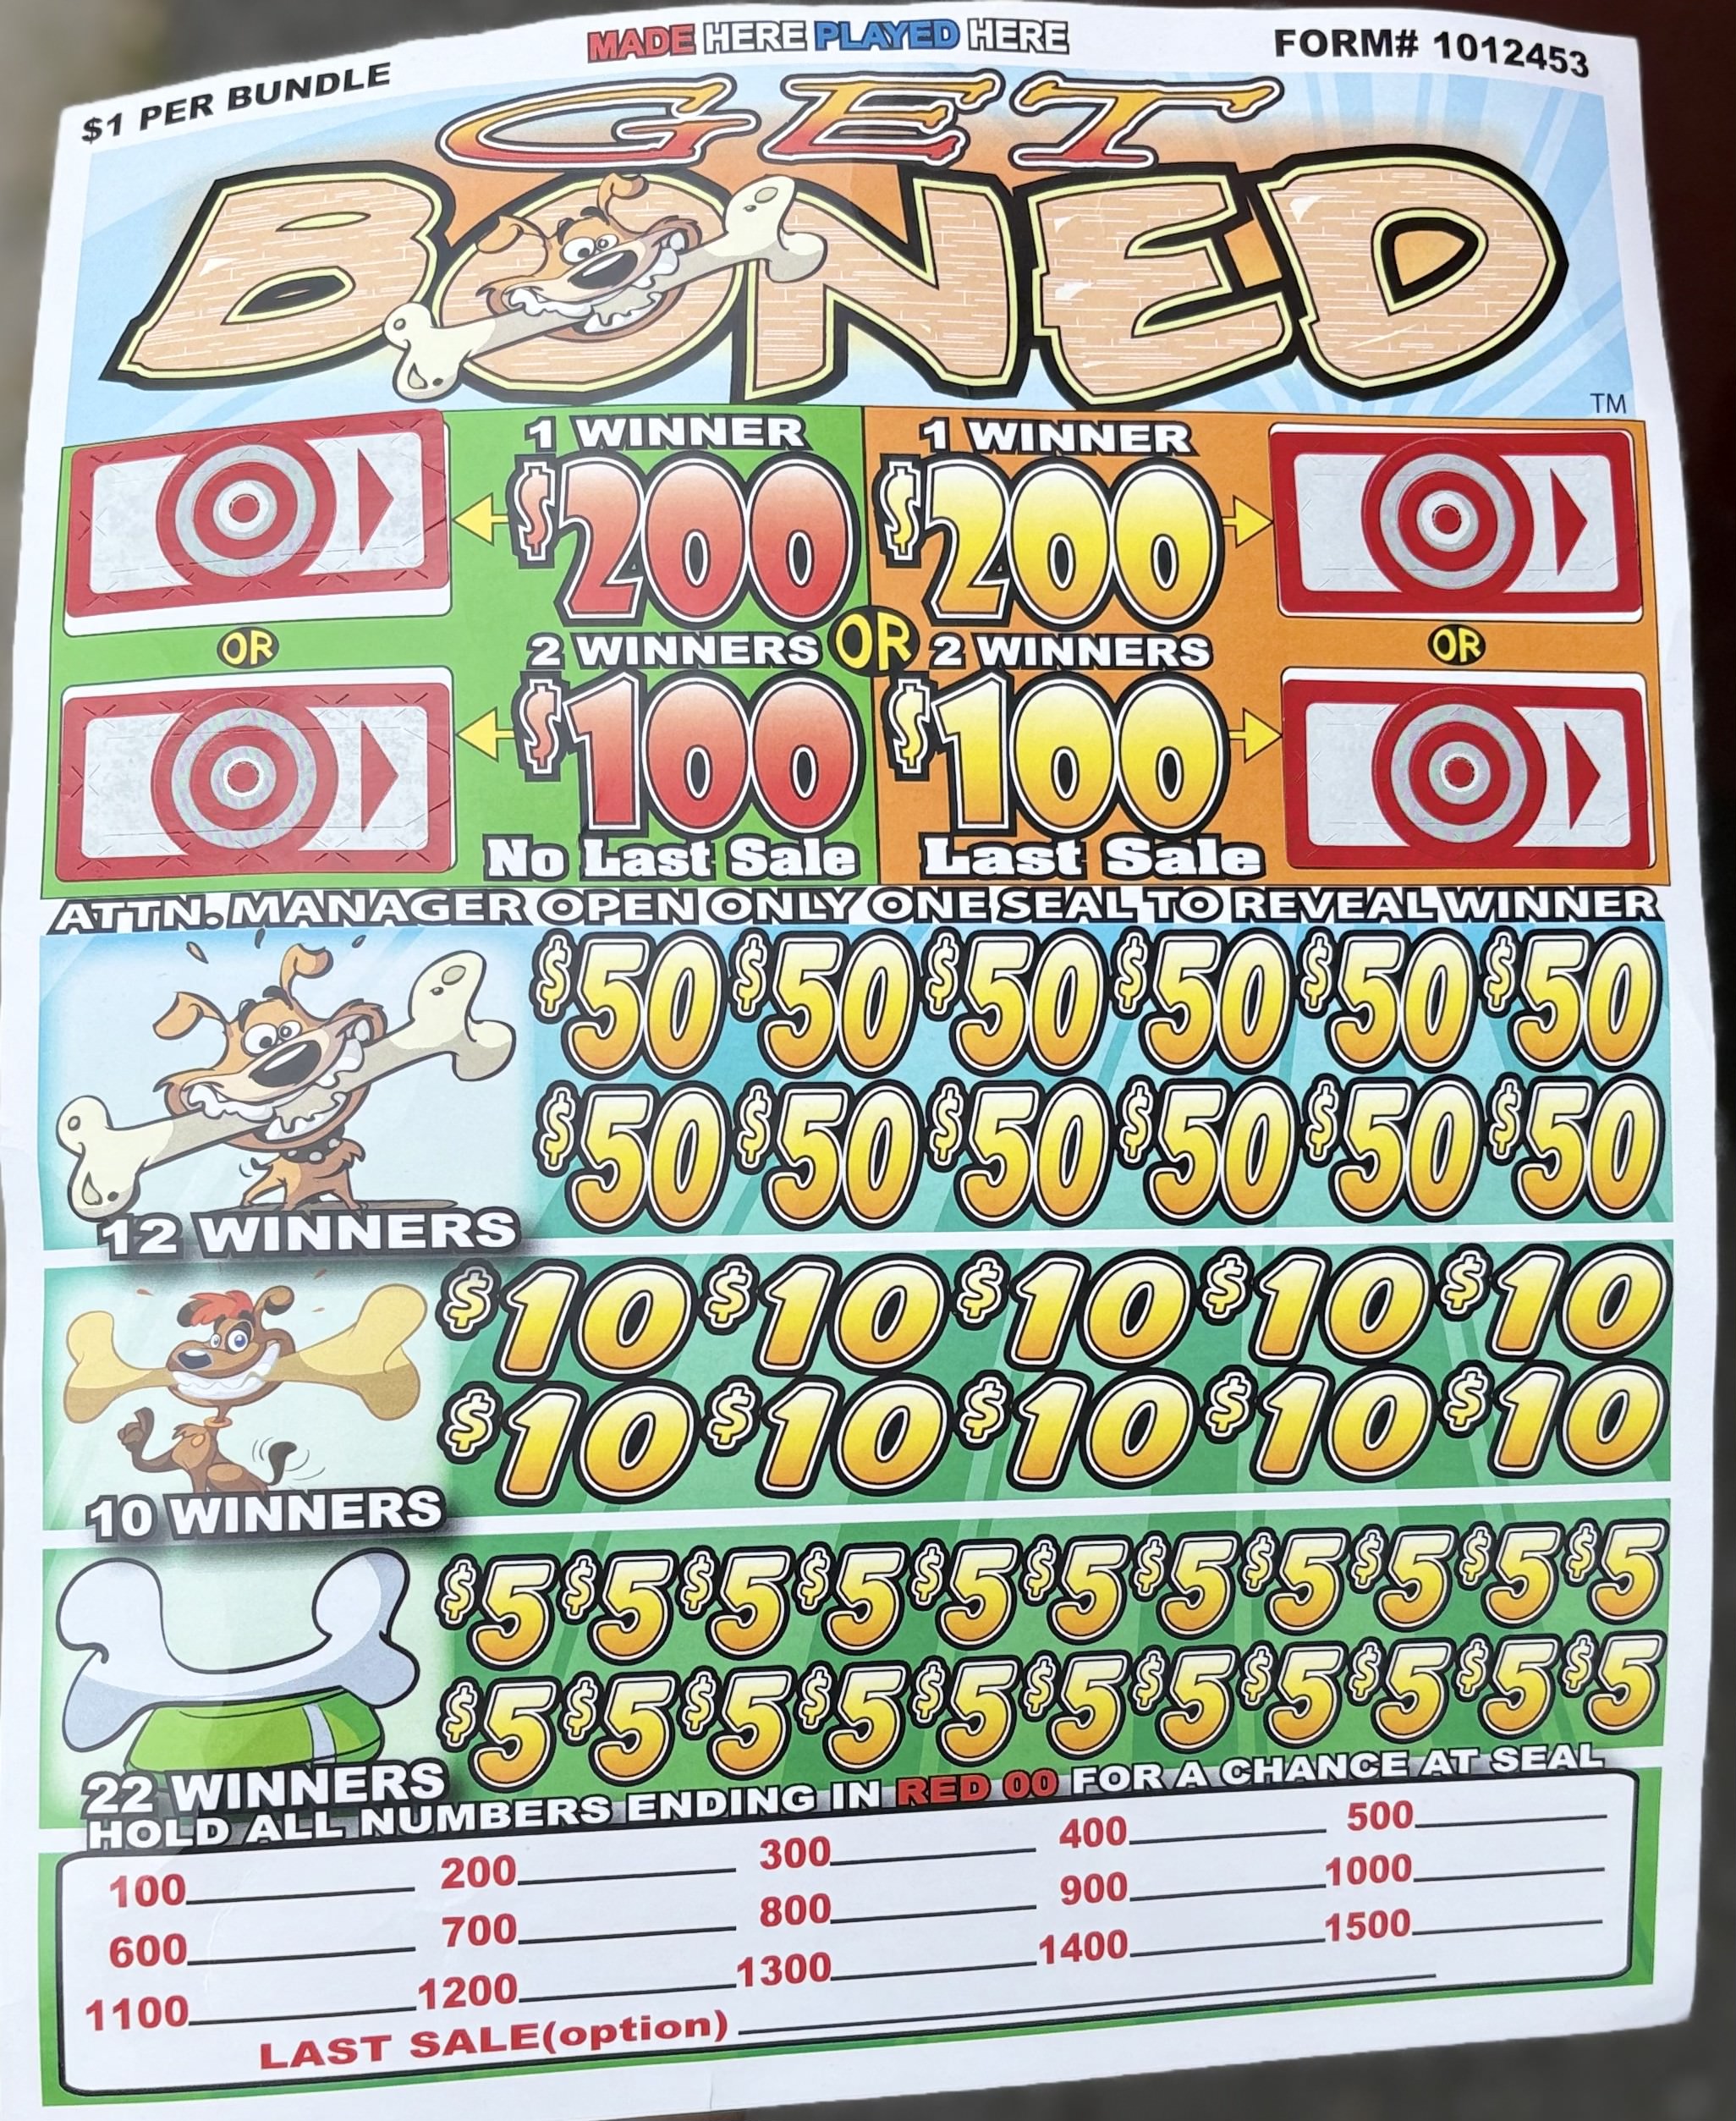 MADE HERE PLAYED HERE
$1 PER BUNDLE
FORM# 1012453
GET
BONED
TM
1 WINNER
$200
1 WINNER
$200
OR
OR
OR
2 WINNERS
$100
2 WINNERS
$100
No Last Sale
Last Sale
ATTN. MANAGER OPEN ONLY ONE SEAL TO REVEAL WINNER
$50 $50 $50 $50 $50 $50
$50 $50 $50 $50 $50 $50
12 WINNERS
$10 $10 $10 $10 $10
$10 $10 $10 $10 $10
10 WINNERS
$5 $5 $5 $5 $5 $5 $5 $5 $5 $5 $5
$5 $5 $5 $5 $5 $5 $5 $5 $5 $5 $5
22 WINNERS
HOLD ALL NUMBERS ENDING IN RED 00 FOR A CHANCE AT SEAL
100 200 300 400 500
600 700 800 900 1000
1100 1200 1300 1400 1500
LAST SALE(option)